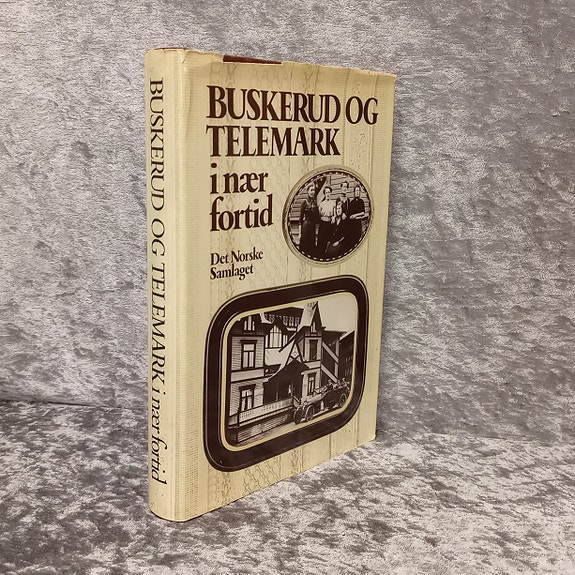 BUSKERUD OG TELEMARK i nær fortid
BUSKERUD OG
TELEMARK
i nær
fortid
Det Norske
Samlaget